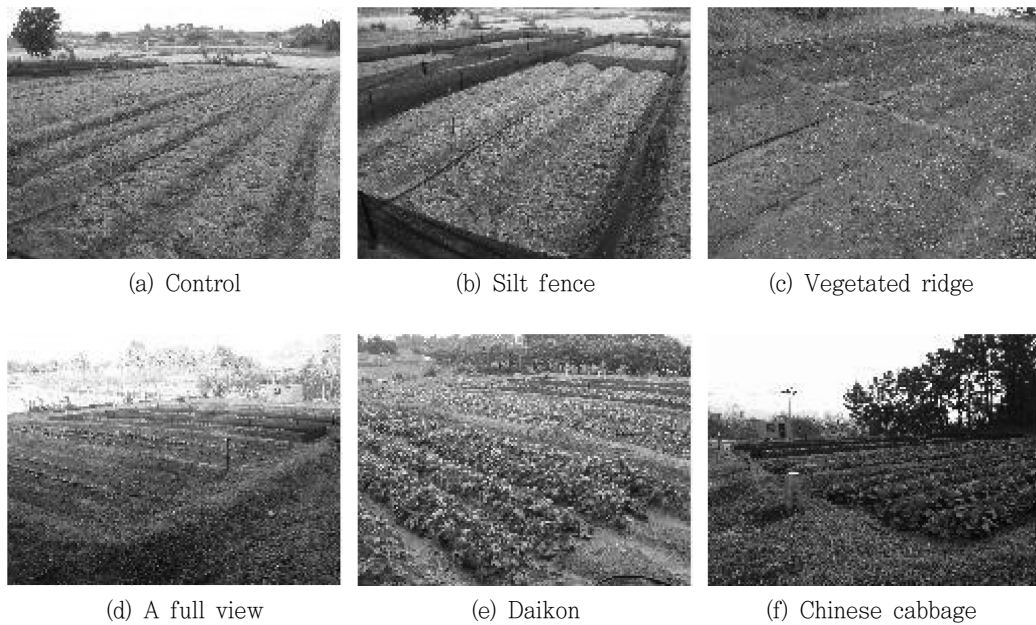 (a) Control
(b) Silt fence
(c) Vegetated ridge
(d) A full view
(e) Daikon
(f) Chinese cabbage